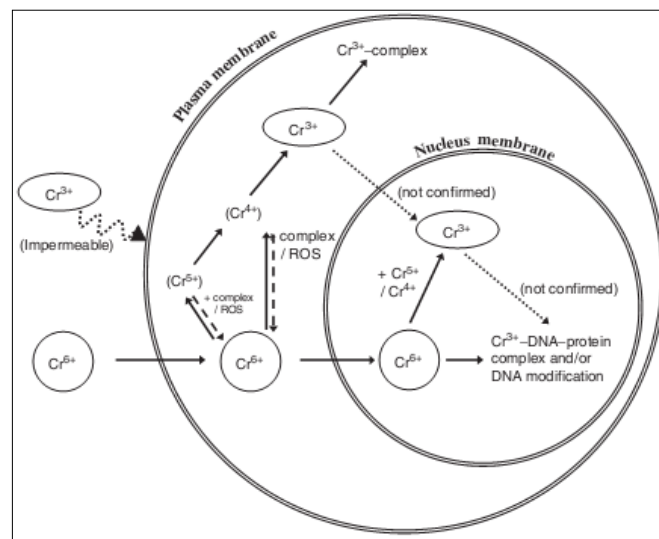 Plasma membrane
Cr³⁺–complex
Cr³⁺
Nucleus membrane
Cr³⁺
(Impermeable)
(Cr⁴⁺)
(not confirmed)
Cr³⁺
complex
/ ROS
(Cr⁵⁺)
+ complex
/ ROS
+ Cr⁵⁺
/ Cr⁴⁺
(not confirmed)
Cr⁶⁺
Cr⁶⁺
Cr⁶⁺
Cr³⁺–DNA–protein
complex and/or
DNA modification